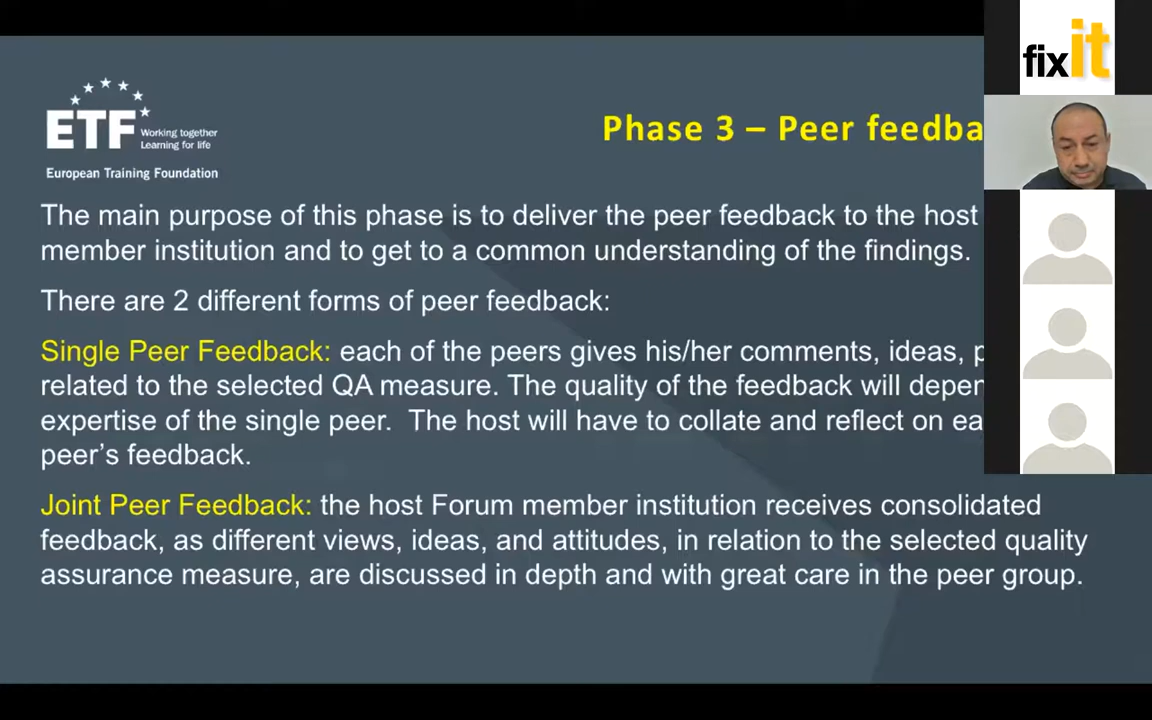 fixit
ETF
Working together
Learning for life
European Training Foundation
Phase 3 – Peer
The main purpose of this phase is to deliver the peer feedback to the host
member institution and to get to a common understanding of the findings.
There are 2 different forms of peer feedback:
Single Peer Feedback: each of the peers gives his/her comments, ideas,
related to the selected QA measure. The quality of the feedback will
expertise of the single peer. The host will have to collate and reflect on
peer's feedback.
Joint Peer Feedback: the host Forum member institution receives consolidated
feedback, as different views, ideas, and attitudes, in relation to the selected quality
assurance measure, are discussed in depth and with great care in the peer group.